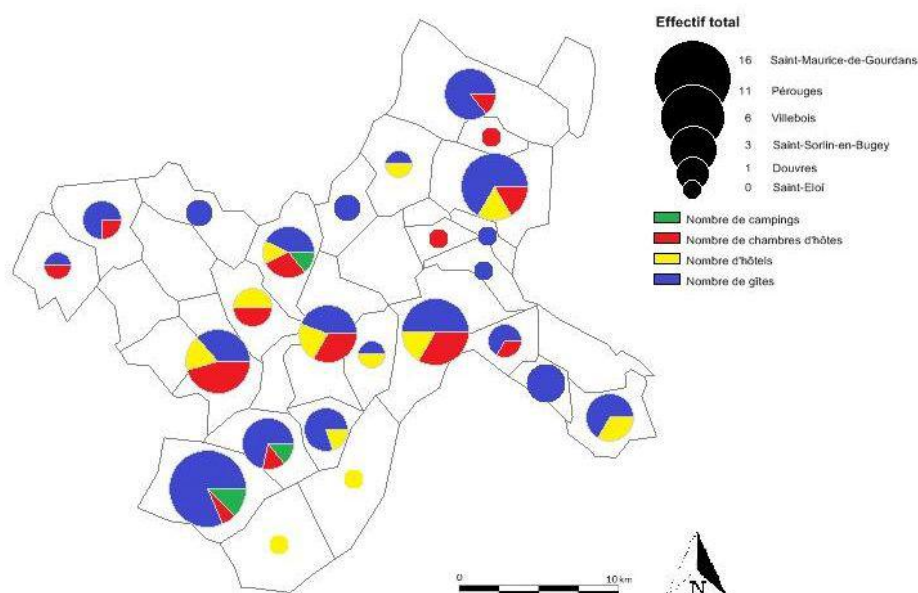 Effectif total
16 Saint-Maurice-de-Gourdans
11 Pérouges
6 Villebois
3 Saint-Sorlin-en-Bugey
1 Douvres
0 Saint-Eloi
Nombre de campings
Nombre de chambres d'hôtes
Nombre d'hôtels
Nombre de gîtes
0 10 km
N